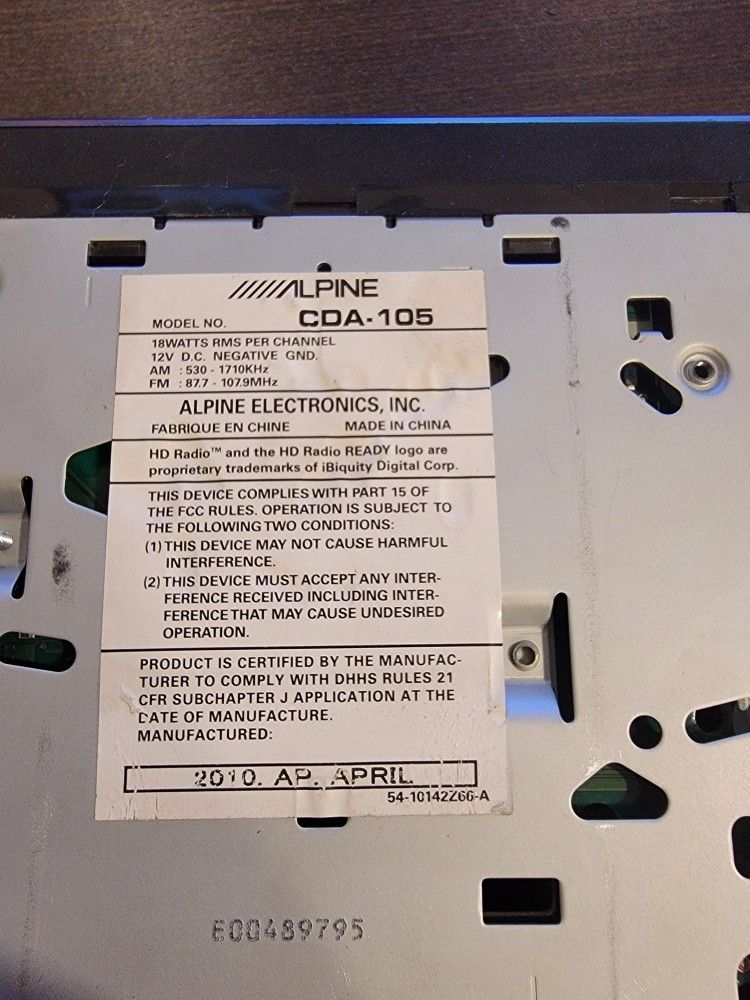 ALPINE
MODEL NO. CDA-105
18WATTS RMS PER CHANNEL
12V D.C. NEGATIVE GND.
AM : 530 - 1710KHz
FM : 87.7 - 107.9MHz
ALPINE ELECTRONICS, INC.
FABRIQUE EN CHINE MADE IN CHINA
HD Radio™ and the HD Radio READY logo are
proprietary trademarks of iBiquity Digital Corp.
THIS DEVICE COMPLIES WITH PART 15 OF
THE FCC RULES. OPERATION IS SUBJECT TO
THE FOLLOWING TWO CONDITIONS:
(1) THIS DEVICE MAY NOT CAUSE HARMFUL
INTERFERENCE.
(2) THIS DEVICE MUST ACCEPT ANY INTER-
FERENCE RECEIVED INCLUDING INTER-
FERENCE THAT MAY CAUSE UNDESIRED
OPERATION.
PRODUCT IS CERTIFIED BY THE MANUFAC-
TURER TO COMPLY WITH DHHS RULES 21
CFR SUBCHAPTER J APPLICATION AT THE
DATE OF MANUFACTURE.
MANUFACTURED:
2010. AP. APRIL
54-10142Z66-A
E00489795